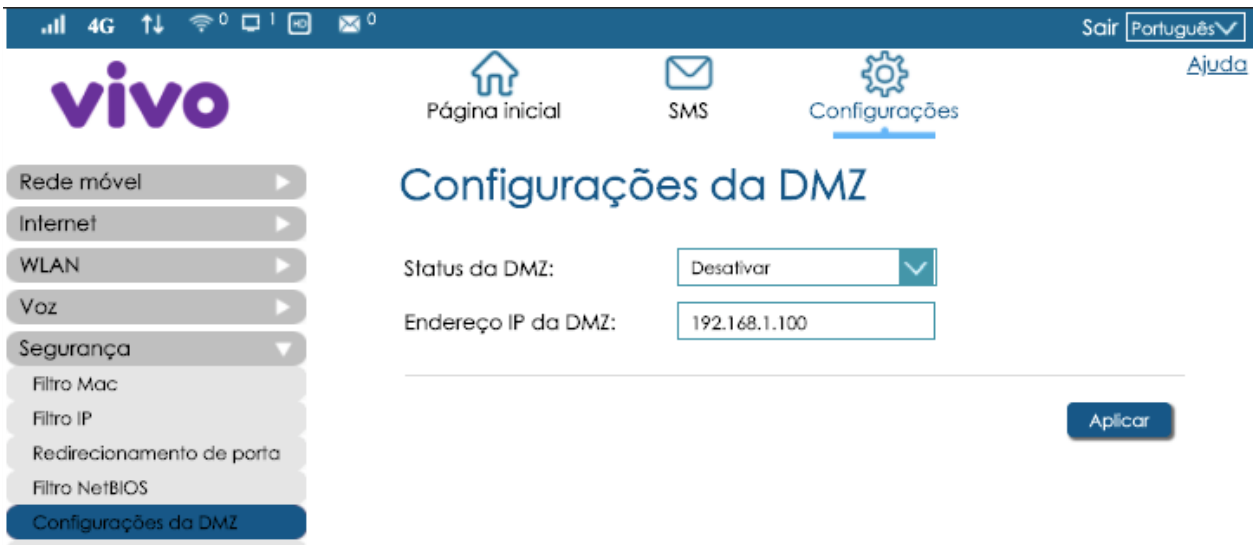 4G 0 1 HD 0 Sair Português
vivo
Página inicial SMS Configurações Ajuda
Rede móvel
Internet
WLAN
Voz
Segurança
Filtro Mac
Filtro IP
Redirecionamento de porta
Filtro NetBIOS
Configurações da DMZ
Configurações da DMZ
Status da DMZ: Desativar
Endereço IP da DMZ: 192.168.1.100
Aplicar